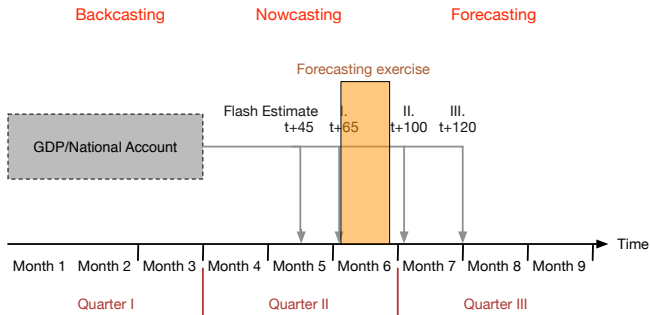 Backcasting Nowcasting Forecasting
Forecasting exercise
Flash Estimate I. II. III.
t+45 t+65 t+100 t+120
GDP/National Account
Time
Month 1 Month 2 Month 3 Month 4 Month 5 Month 6 Month 7 Month 8 Month 9
Quarter I Quarter II Quarter III